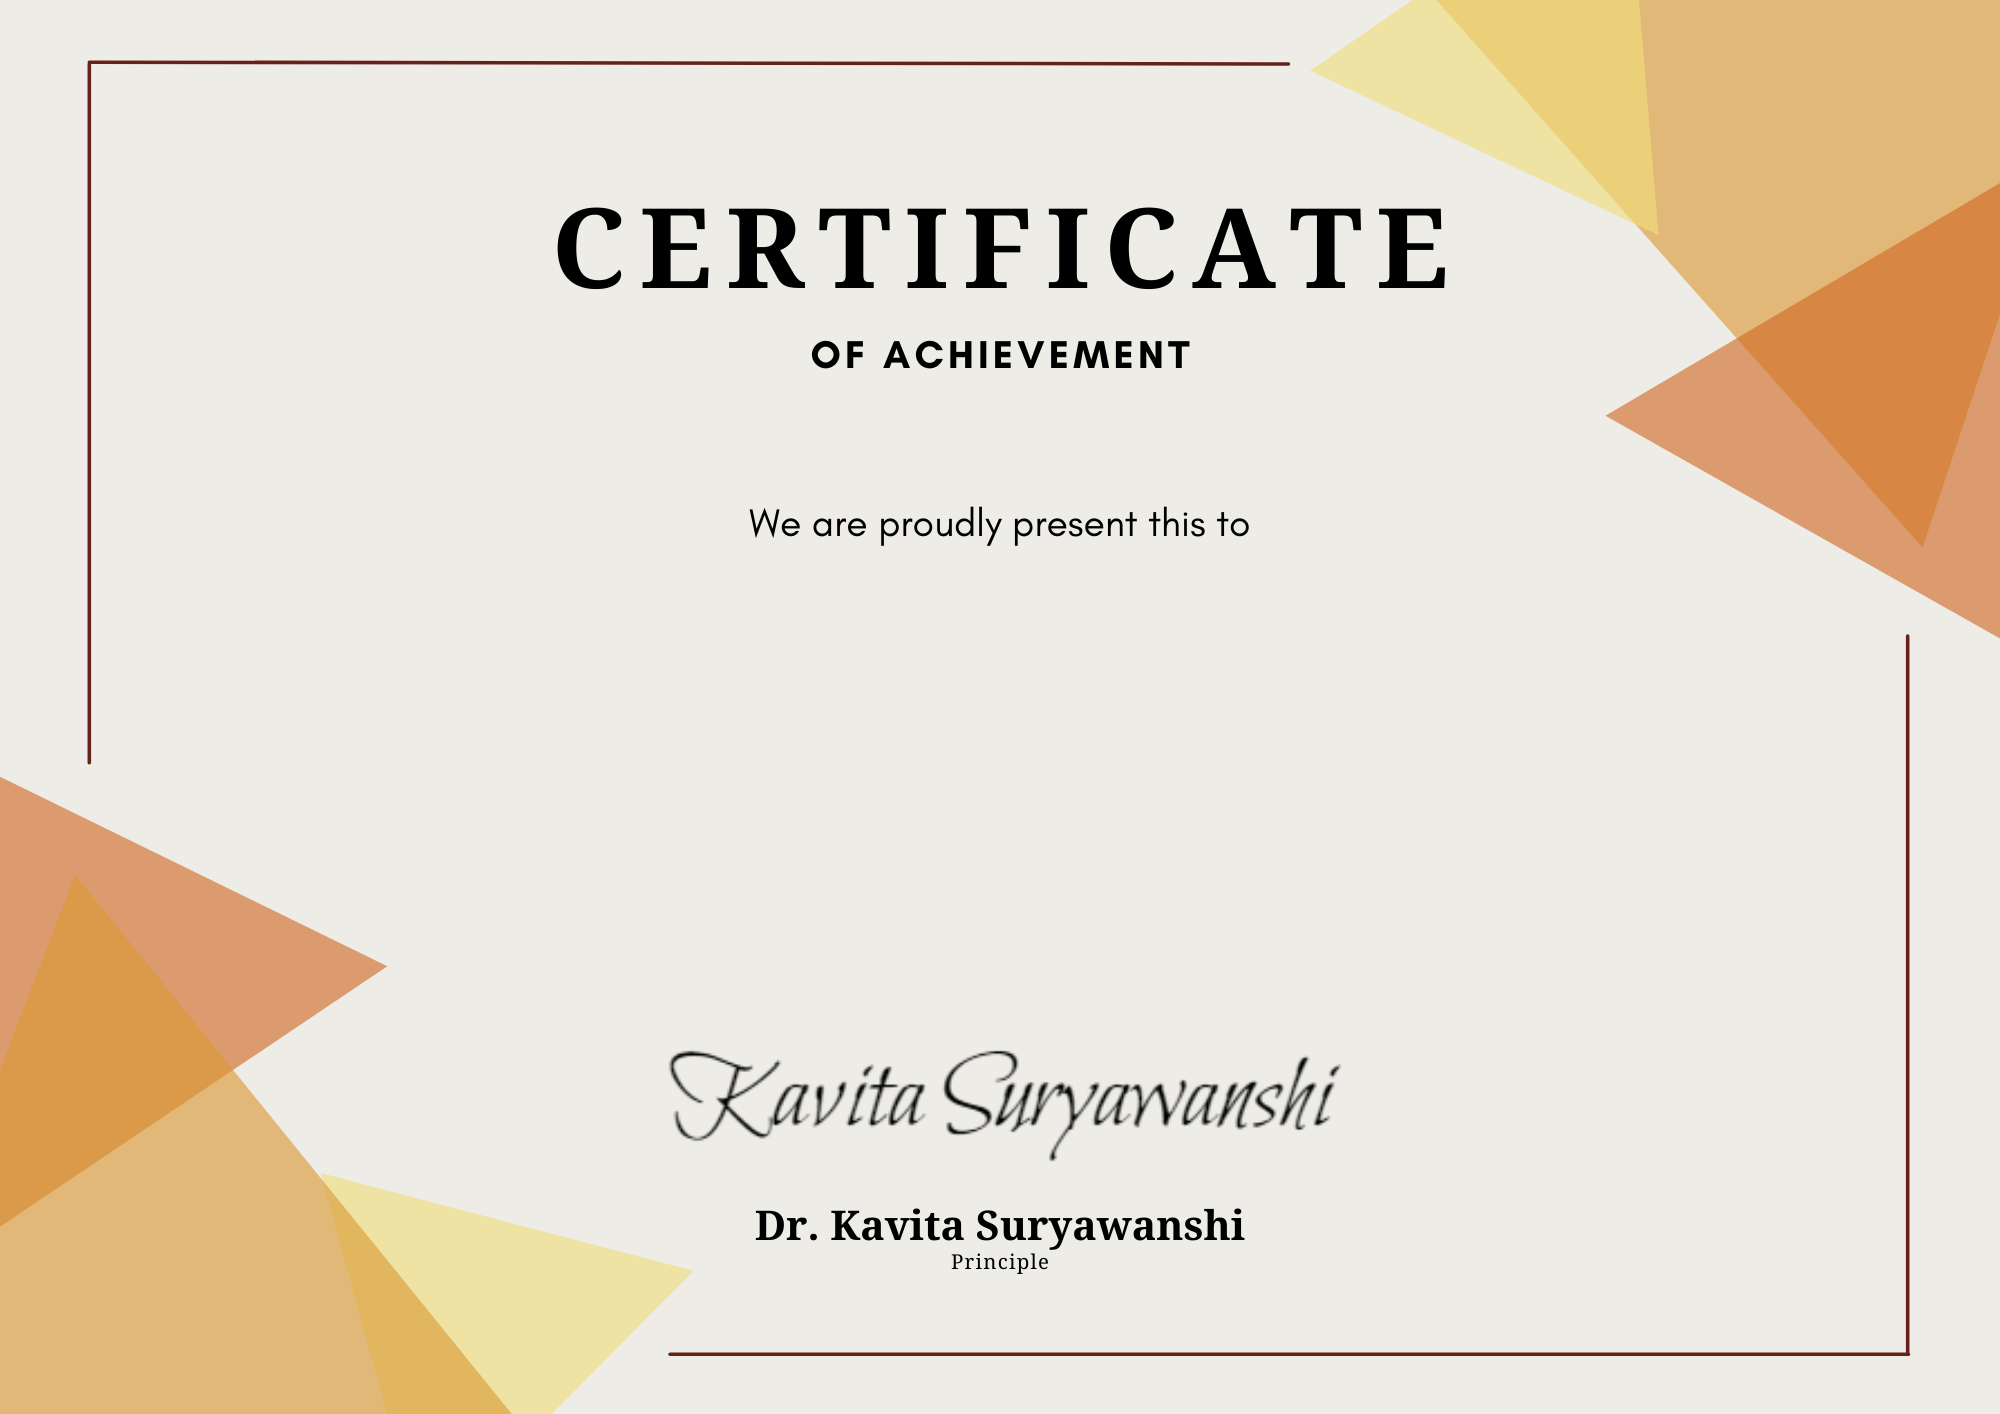 CERTIFICATE
OF ACHIEVEMENT
We are proudly present this to
Kavita Suryawanshi
Dr. Kavita Suryawanshi
Principle